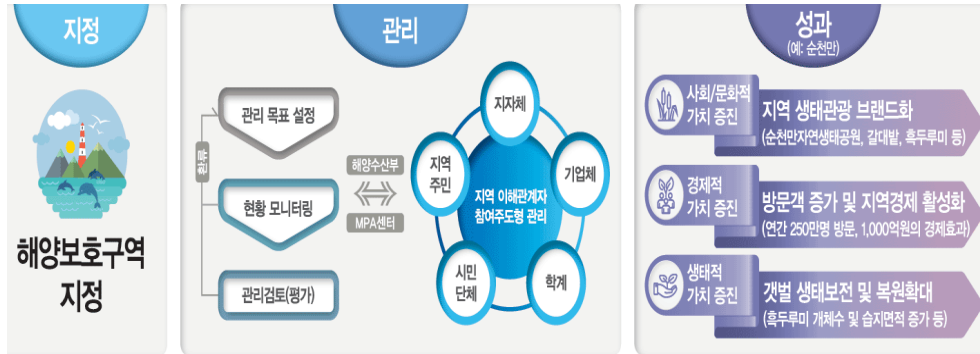 지정
해양보호구역
지정
관리
관리 목표 설정
환류
현황 모니터링
관리검토(평가)
해양수산부
MPA센터
지자체
지역
주민
기업체
지역 이해관계자
참여주도형 관리
시민
단체
학계
성과
(예: 순천만)
사회/문화적
가치 증진
지역 생태관광 브랜드화
(순천만자연생태공원, 갈대밭, 흑두루미 등)
경제적
가치 증진
방문객 증가 및 지역경제 활성화
(연간 250만명 방문, 1,000억원의 경제효과)
생태적
가치 증진
갯벌 생태보전 및 복원확대
(흑두루미 개체수 및 습지면적 증가 등)